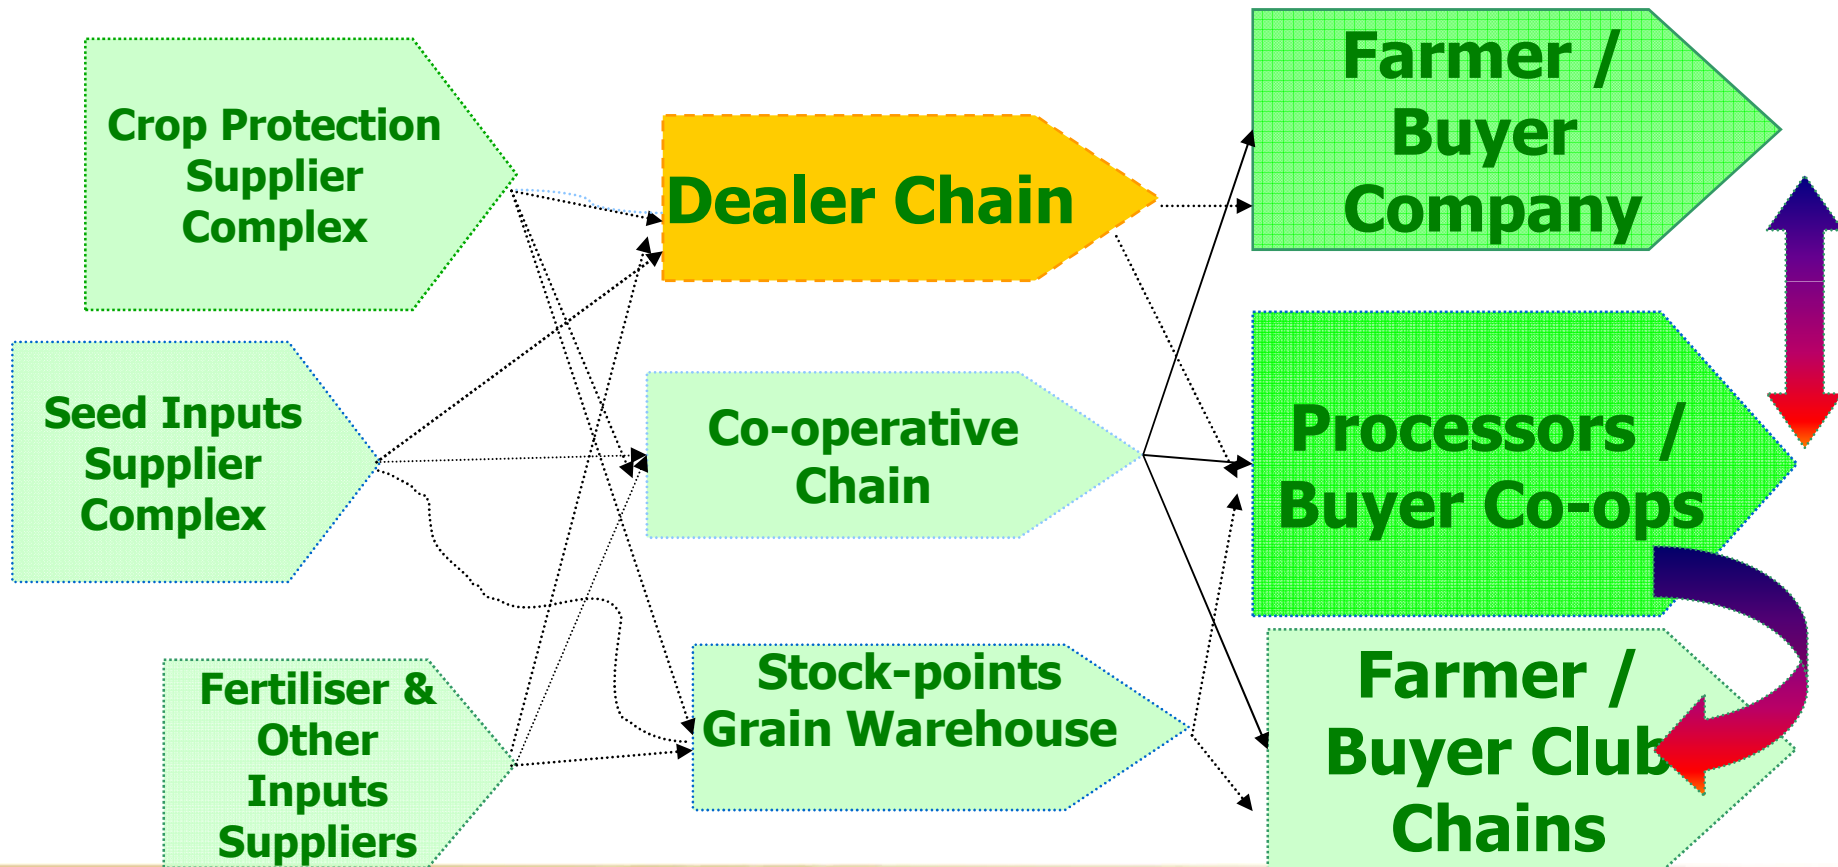 Crop Protection
Supplier
Complex
Seed Inputs
Supplier
Complex
Fertiliser &
Other
Inputs
Suppliers
Dealer Chain
Co-operative
Chain
Stock-points
Grain Warehouse
Farmer /
Buyer
Company
Processors /
Buyer Co-ops
Farmer /
Buyer Club
Chains